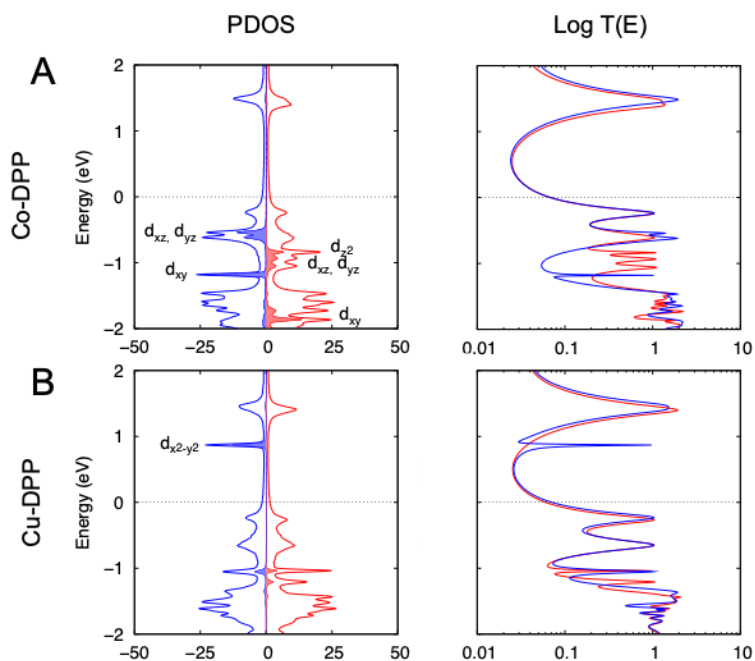 PDOS
Log T(E)
A
Co-DPP
Energy (eV)
2
1
0
−1
−2
dxz, dyz
dxy
dz2
dxz, dyz
dxy
−50 −25 0 25 50
0.01 0.1 1 10
B
Cu-DPP
Energy (eV)
2
1
0
−1
−2
dx2-y2
−50 −25 0 25 50
0.01 0.1 1 10